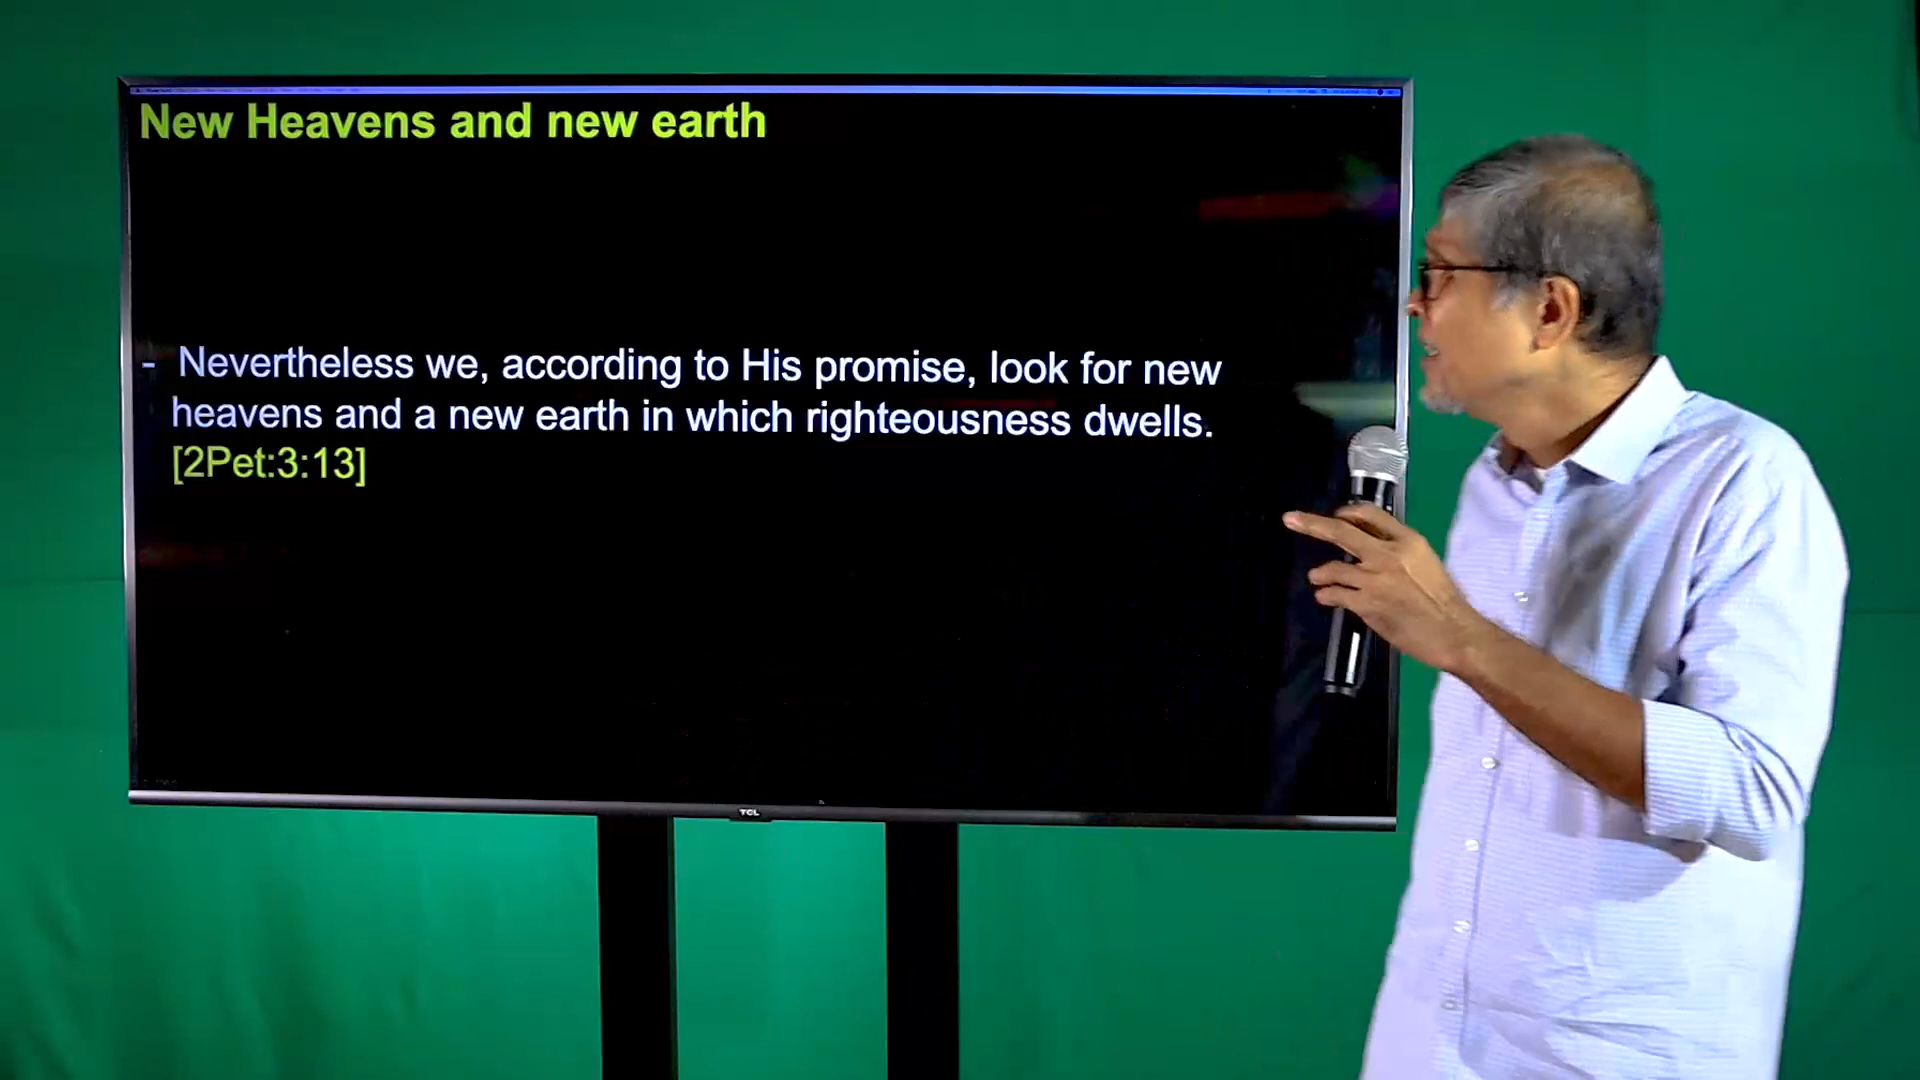 New Heavens and new earth
- Nevertheless we, according to His promise, look for new
heavens and a new earth in which righteousness dwells.
[2Pet:3:13]
TCL